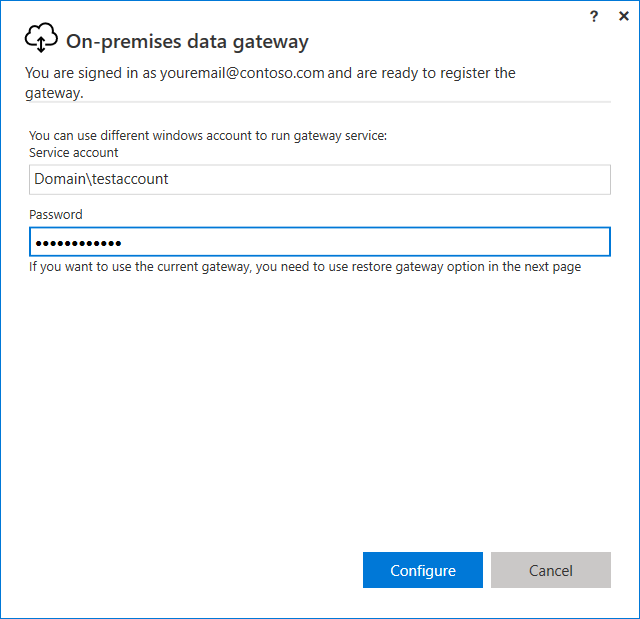 ? ×
On-premises data gateway
You are signed in as youremail@contoso.com and are ready to register the
gateway.
You can use different windows account to run gateway service:
Service account
Domain\testaccount
Password
••••••••••••
If you want to use the current gateway, you need to use restore gateway option in the next page
Configure Cancel